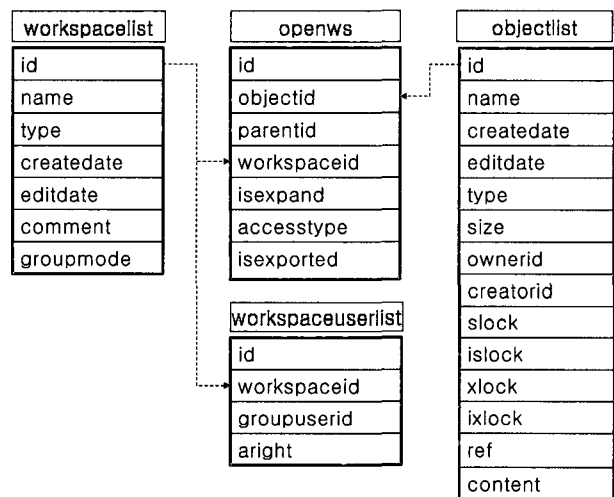 workspacelist
id
name
type
createdate
editdate
comment
groupmode
openws
id
objectid
parentid
workspaceid
isexpand
accesstype
isexported
workspaceuserlist
id
workspaceid
groupuserid
aright
objectlist
id
name
createdate
editdate
type
size
ownerid
creatorid
slock
islock
xlock
ixlock
ref
content